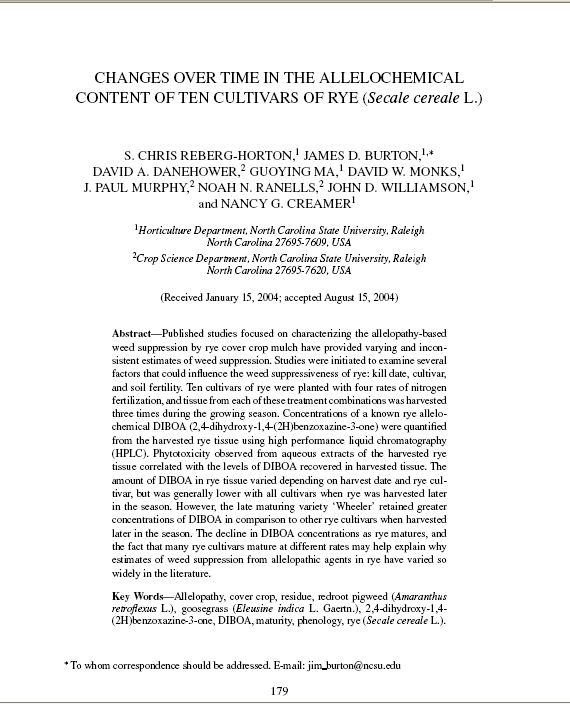 CHANGES OVER TIME IN THE ALLELOCHEMICAL
CONTENT OF TEN CULTIVARS OF RYE (Secale cereale L.)
S. CHRIS REBERG-HORTON,¹ JAMES D. BURTON,¹,*
DAVID A. DANEHOWER,² GUOYING MA,¹ DAVID W. MONKS,¹
J. PAUL MURPHY,² NOAH N. RANELLS,² JOHN D. WILLIAMSON,¹
and NANCY G. CREAMER¹
¹Horticulture Department, North Carolina State University, Raleigh
North Carolina 27695-7609, USA
²Crop Science Department, North Carolina State University, Raleigh
North Carolina 27695-7620, USA
(Received January 15, 2004; accepted August 15, 2004)
Abstract—Published studies focused on characterizing the allelopathy-based
weed suppression by rye cover crop mulch have provided varying and incon-
sistent estimates of weed suppression. Studies were initiated to examine several
factors that could influence the weed suppressiveness of rye: kill date, cultivar,
and soil fertility. Ten cultivars of rye were planted with four rates of nitrogen
fertilization, and tissue from each of these treatment combinations was harvested
three times during the growing season. Concentrations of a known rye allelo-
chemical DIBOA (2,4-dihydroxy-1,4-(2H)benzoxazine-3-one) were quantified
from the harvested rye tissue using high performance liquid chromatography
(HPLC). Phytotoxicity observed from aqueous extracts of the harvested rye
tissue correlated with the levels of DIBOA recovered in harvested tissue. The
amount of DIBOA in rye tissue varied depending on harvest date and rye cul-
tivar, but was generally lower with all cultivars when rye was harvested later
in the season. However, the late maturing variety ‘Wheeler’ retained greater
concentrations of DIBOA in comparison to other rye cultivars when harvested
later in the season. The decline in DIBOA concentrations as rye matures, and
the fact that many rye cultivars mature at different rates may help explain why
estimates of weed suppression from allelopathic agents in rye have varied so
widely in the literature.
Key Words—Allelopathy, cover crop, residue, redroot pigweed (Amaranthus
retroflexus L.), goosegrass (Eleusine indica L. Gaertn.), 2,4-dihydroxy-1,4-
(2H)benzoxazine-3-one, DIBOA, maturity, phenology, rye (Secale cereale L.).
*To whom correspondence should be addressed. E-mail: jim_burton@ncsu.edu
179